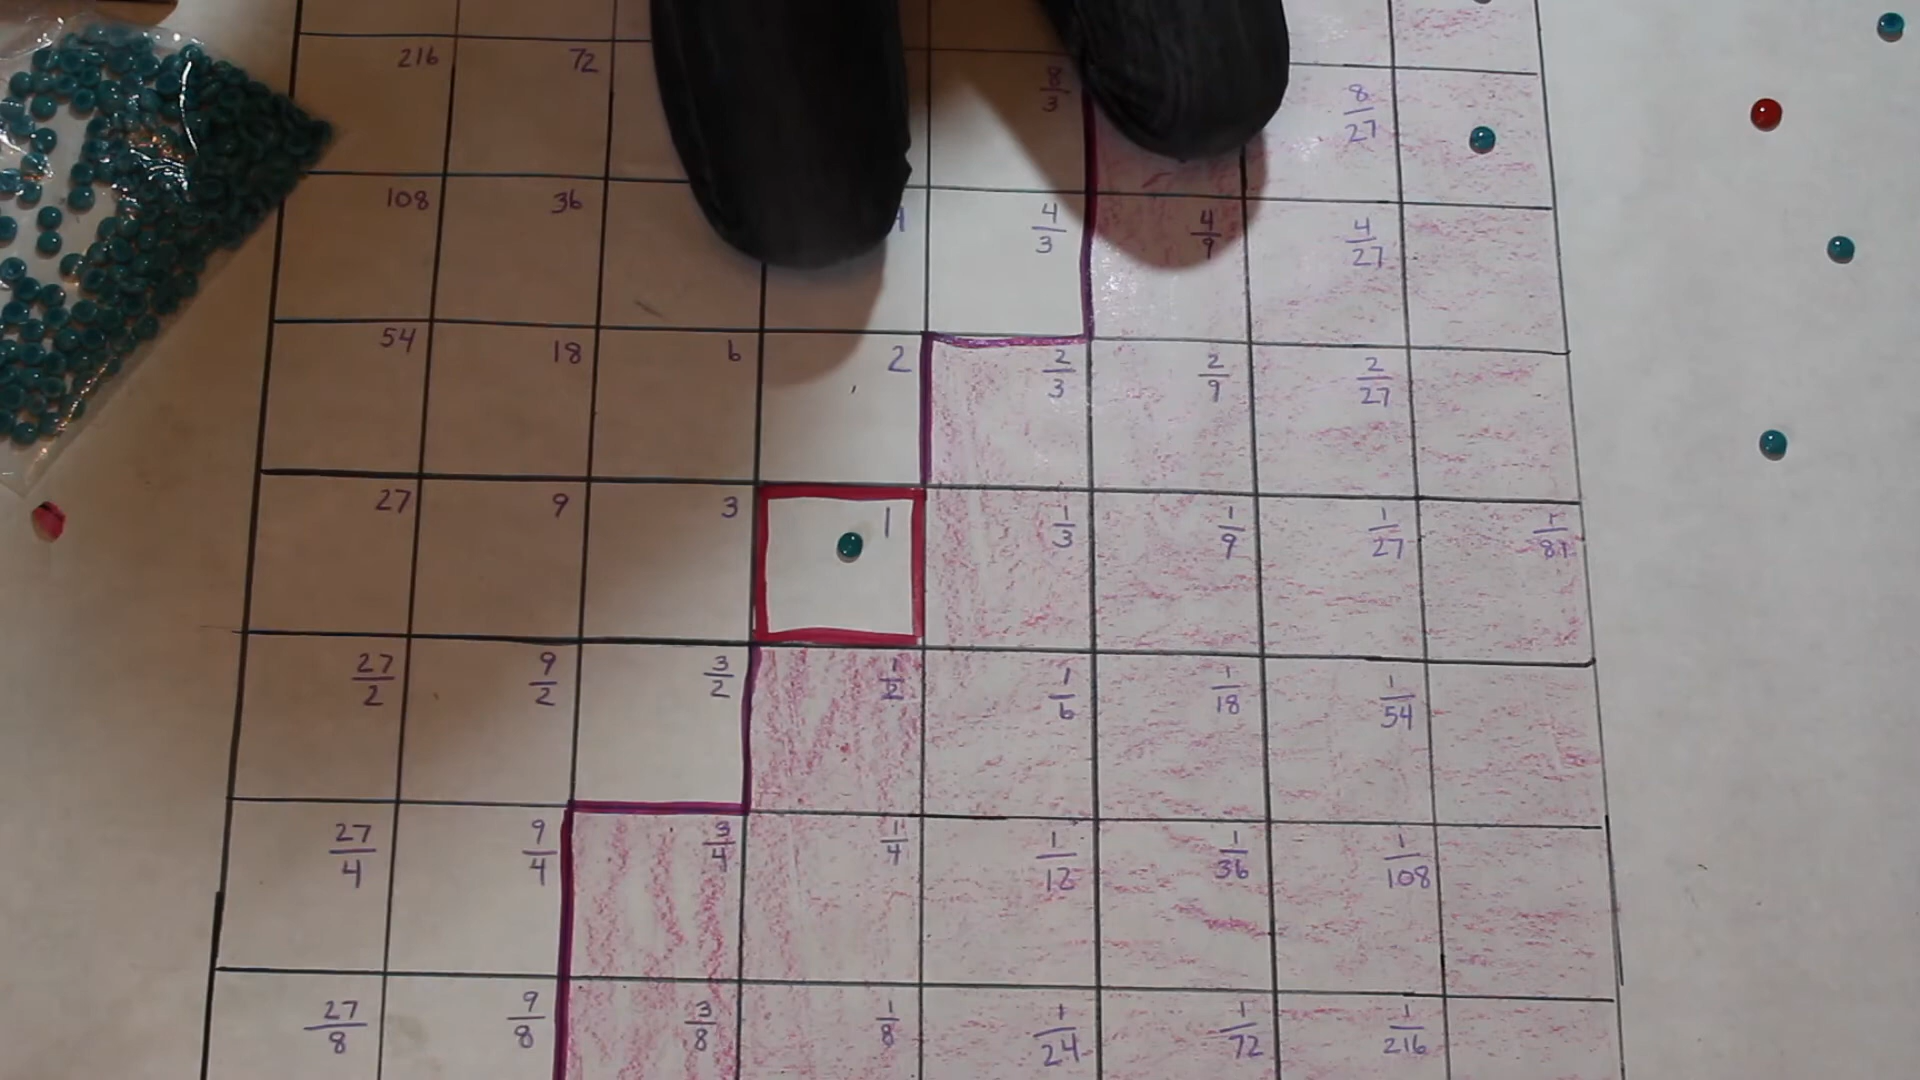 216 72 8/3 8/27
108 36 4/3 4/9 4/27
54 18 6 2 2/3 2/9 2/27
27 9 3 1 1/3 1/9 1/27 1/81
27/2 9/2 3/2 1/2 1/6 1/18 1/54
27/4 9/4 3/4 1/4 1/12 1/36 1/108
27/8 9/8 3/8 1/8 1/24 1/72 1/216